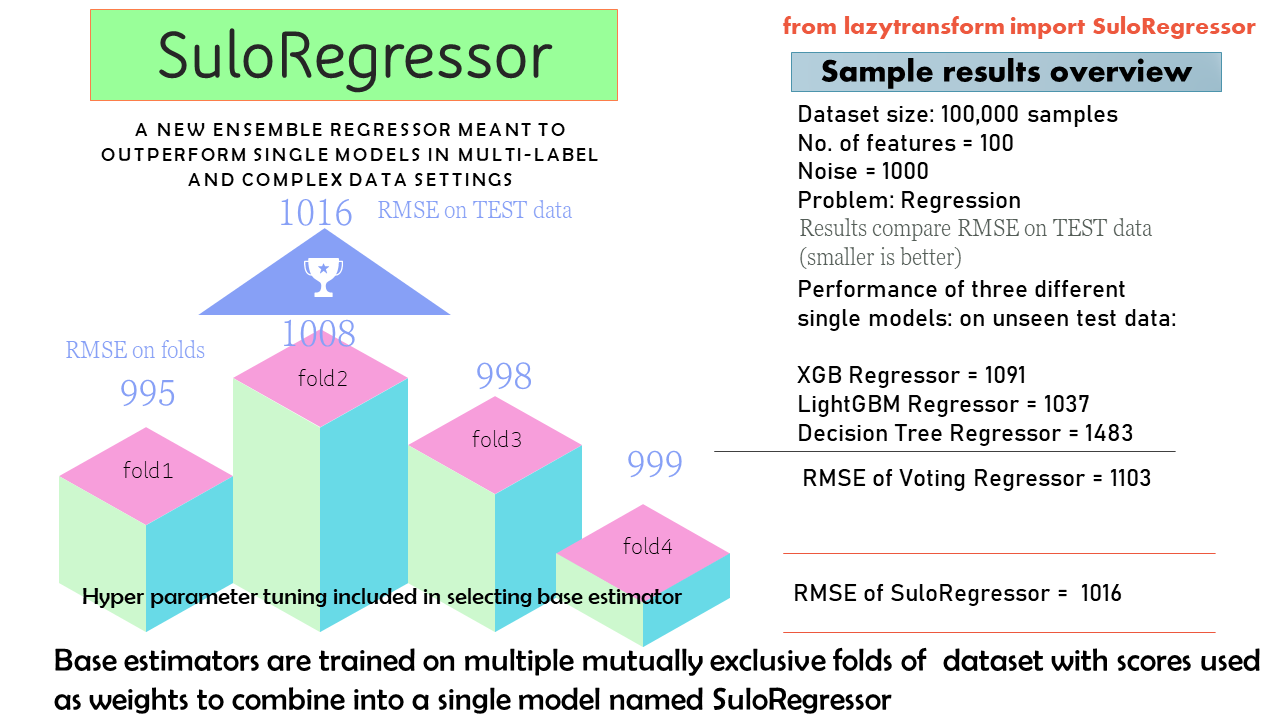 SuloRegressor
A NEW ENSEMBLE REGRESSOR MEANT TO
OUTPERFORM SINGLE MODELS IN MULTI-LABEL
AND COMPLEX DATA SETTINGS
1016 RMSE on TEST data
1008
RMSE on folds
995
998
999
fold1
fold2
fold3
fold4
Hyper parameter tuning included in selecting base estimator
from lazytransform import SuloRegressor
Sample results overview
Dataset size: 100,000 samples
No. of features = 100
Noise = 1000
Problem: Regression
Results compare RMSE on TEST data
(smaller is better)
Performance of three different
single models: on unseen test data:
XGB Regressor = 1091
LightGBM Regressor = 1037
Decision Tree Regressor = 1483
RMSE of Voting Regressor = 1103
RMSE of SuloRegressor = 1016
Base estimators are trained on multiple mutually exclusive folds of dataset with scores used
as weights to combine into a single model named SuloRegressor